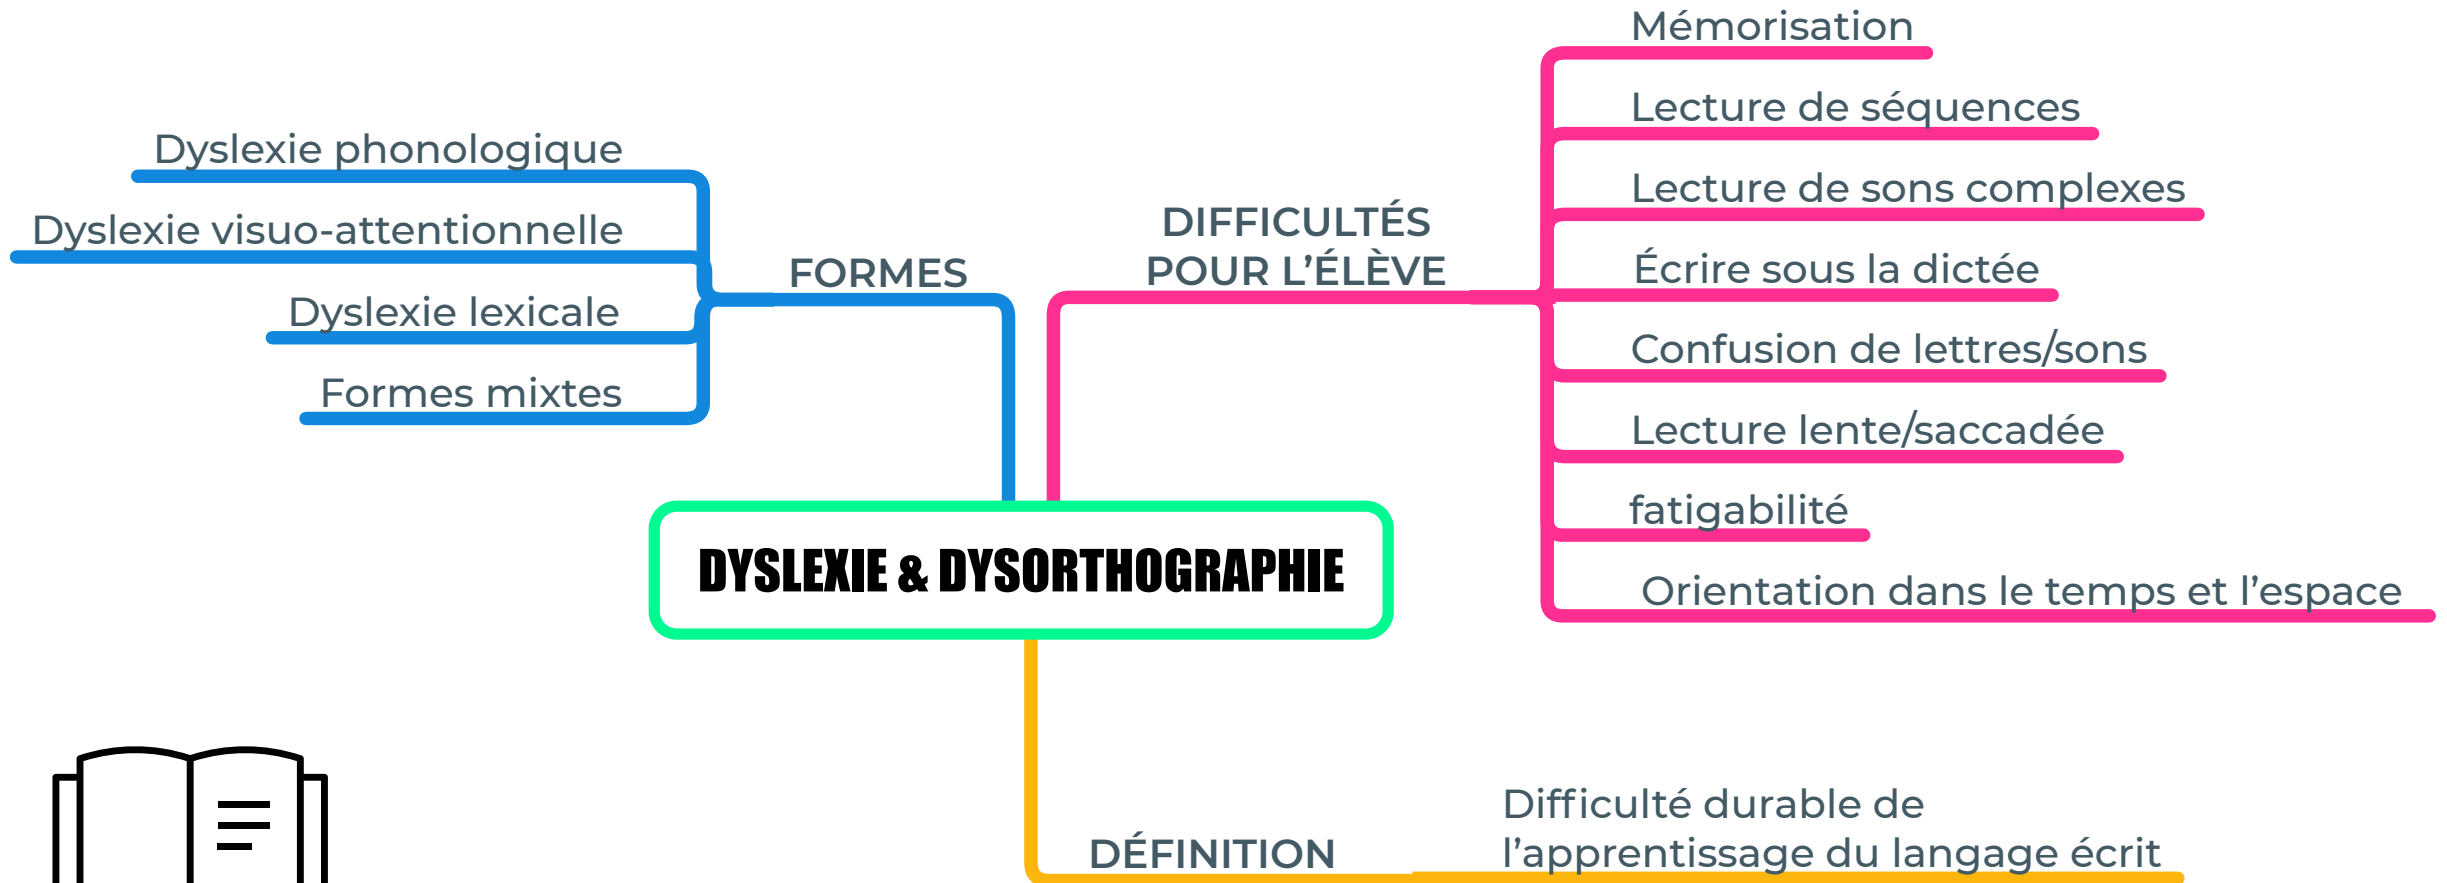 Dyslexie phonologique
Dyslexie visuo-attentionnelle
Dyslexie lexicale
Formes mixtes
FORMES
DIFFICULTÉS
POUR L’ÉLÈVE
Mémorisation
Lecture de séquences
Lecture de sons complexes
Écrire sous la dictée
Confusion de lettres/sons
Lecture lente/saccadée
fatigabilité
Orientation dans le temps et l’espace
DYSLEXIE & DYSORTHOGRAPHIE
DÉFINITION
Difficulté durable de
l’apprentissage du langage écrit